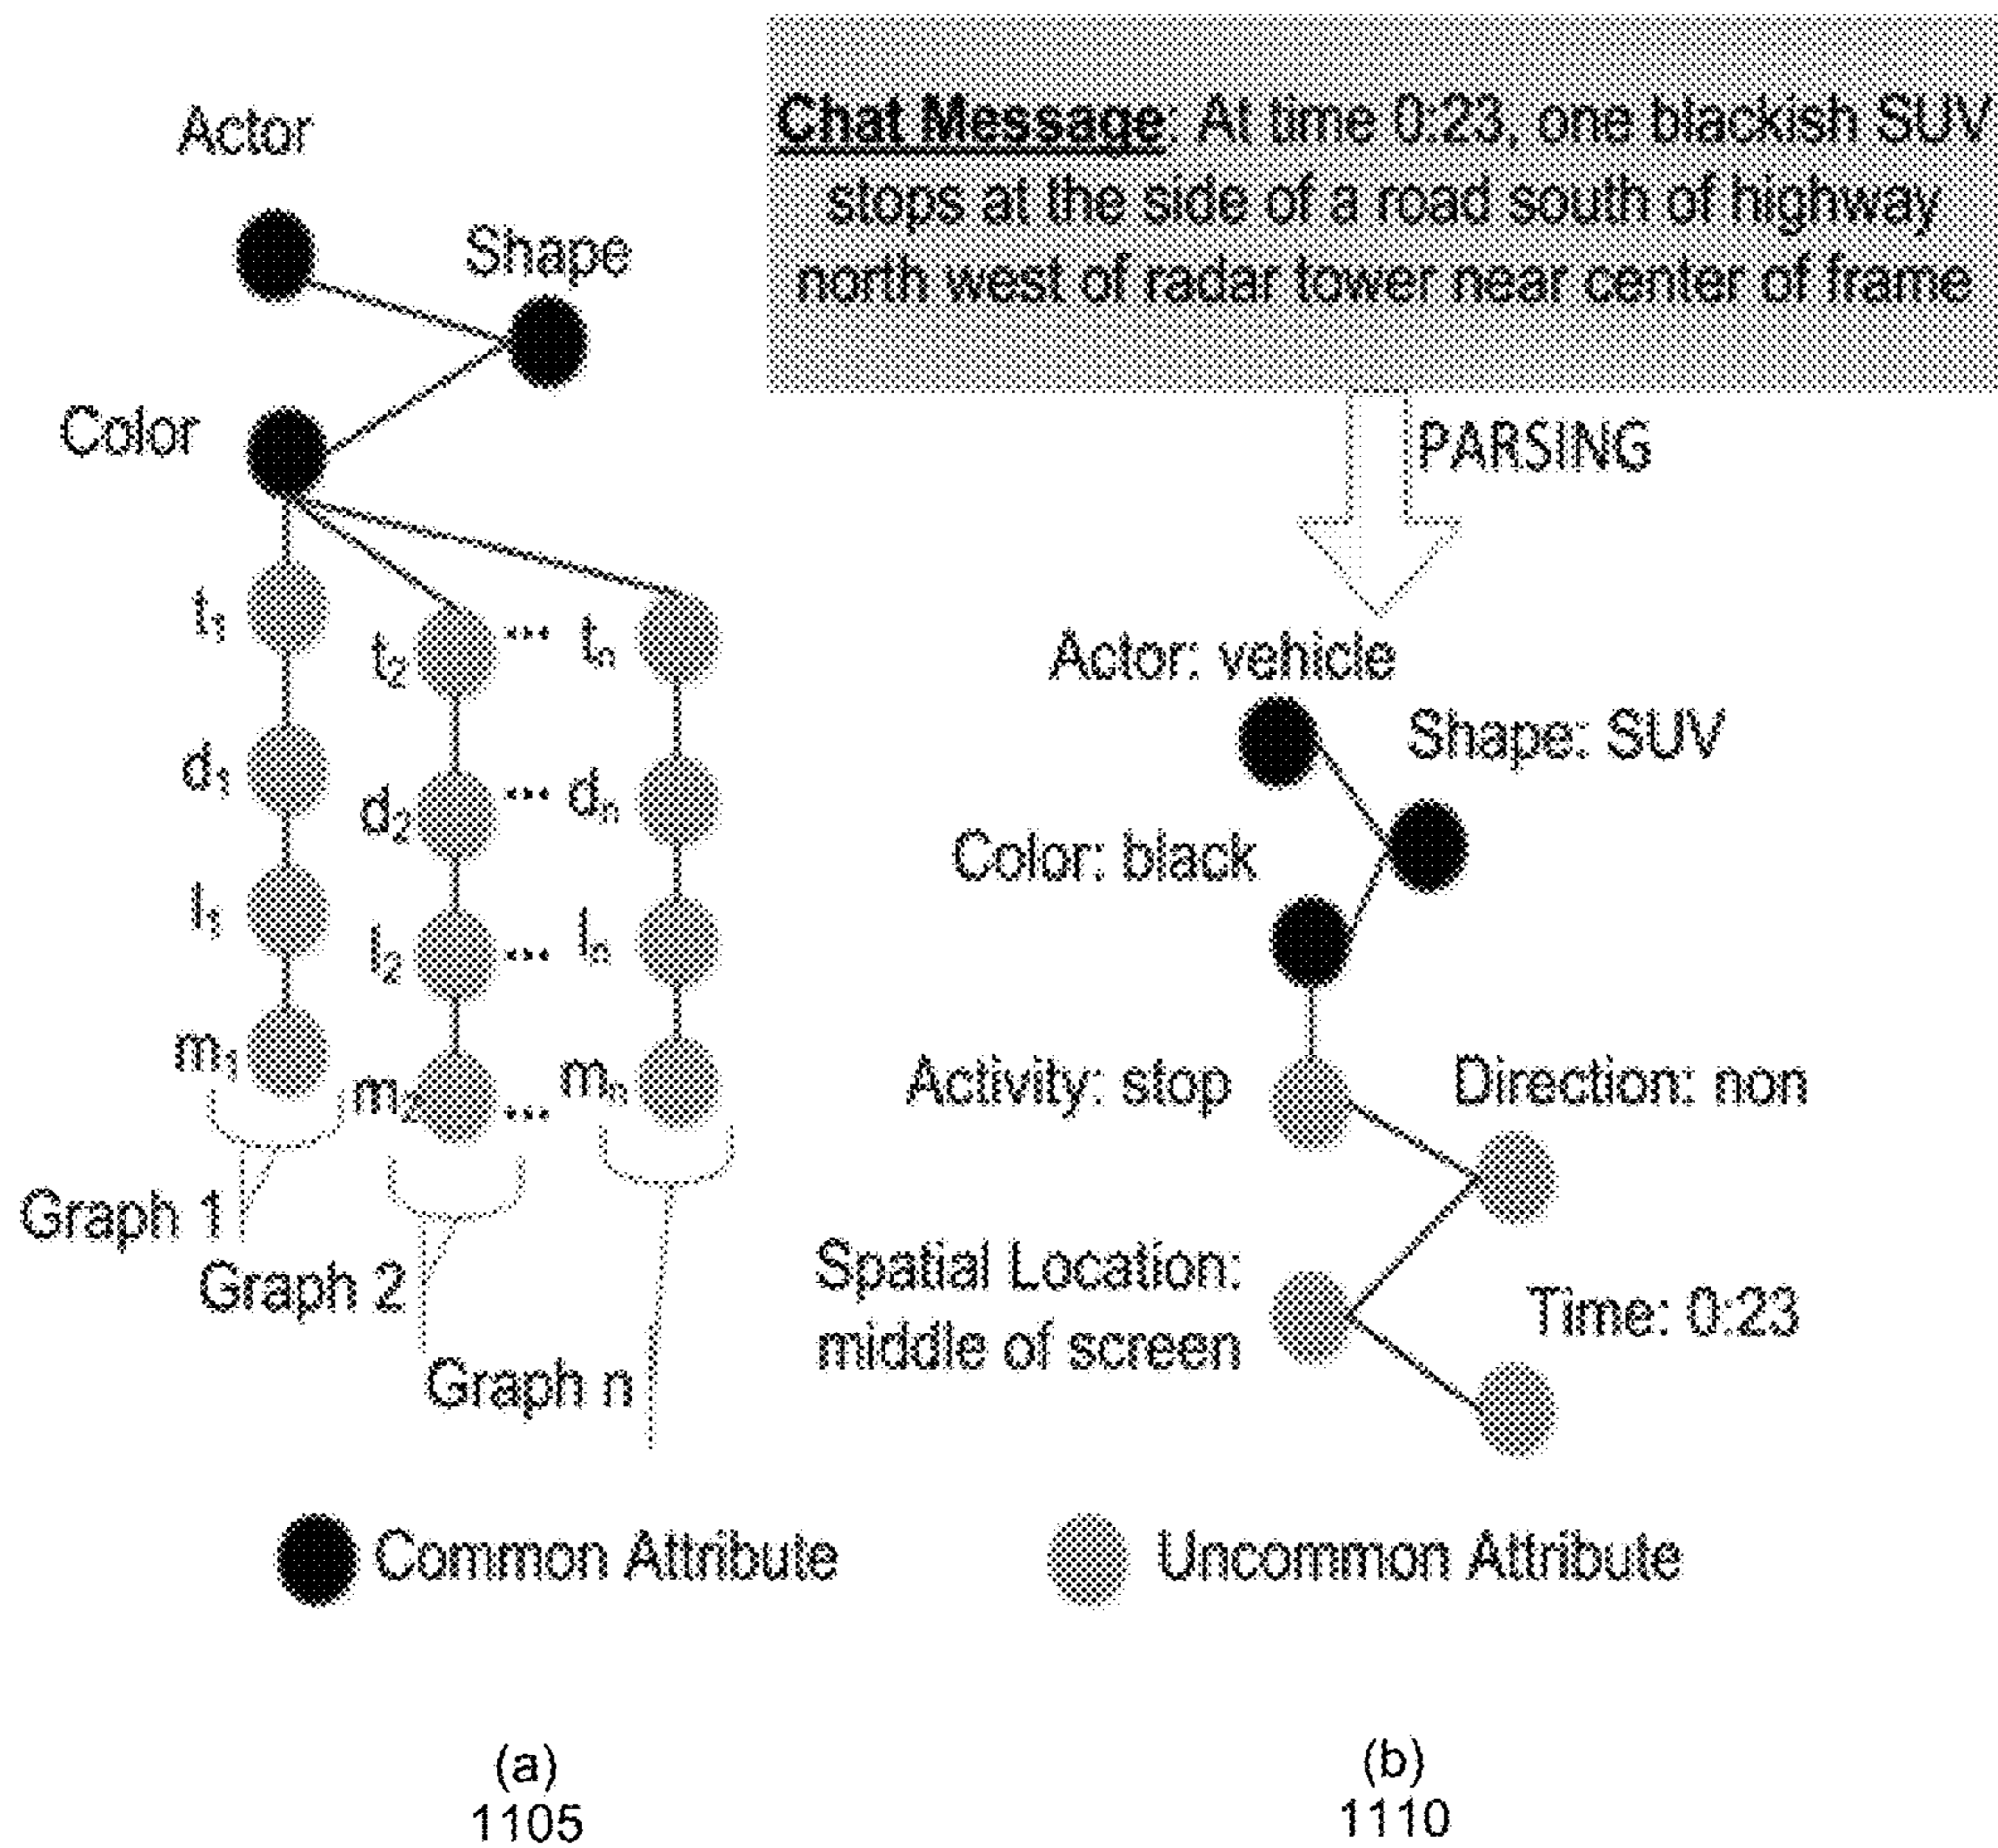 Actor
Shape
Color
t₁
t₂
...
tₙ
d₁
d₂
...
dₙ
l₁
l₂
...
lₙ
m₁
m₂
...
mₙ
Graph 1
Graph 2
Graph n
Chat Message: At time 0:23, one blackish SUV
stops at the side of a road south of highway
north west of radar tower near center of frame
PARSING
Actor: vehicle
Shape: SUV
Color: black
Activity: stop
Direction: non
Spatial Location:
middle of screen
Time: 0:23
Common Attribute
Uncommon Attribute
(a)
1105
(b)
1110